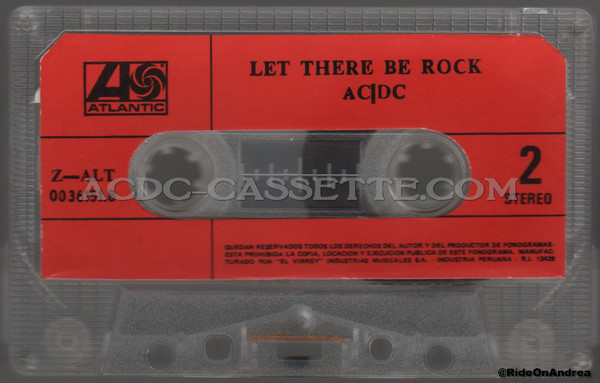 LET THERE BE ROCK
AC|DC
ATLANTIC
Z—ALT
2
STEREO
ACDC-CASSETTE.COM
QUEDAN RESERVADOS TODOS LOS DERECHOS DEL AUTOR Y DEL PRODUCTOR DE FONOGRAMAS-
ESTA PROHIBIDA LA COPIA, LOCACION Y EJECUCION PUBLICA DE ESTE FONOGRAMA. MANUFAC-
TURADO POR "EL VIRREY" INDUSTRIAS MUSICALES S.A. - INDUSTRIA PERUANA - R.I. 13428
@RideOnAndrea